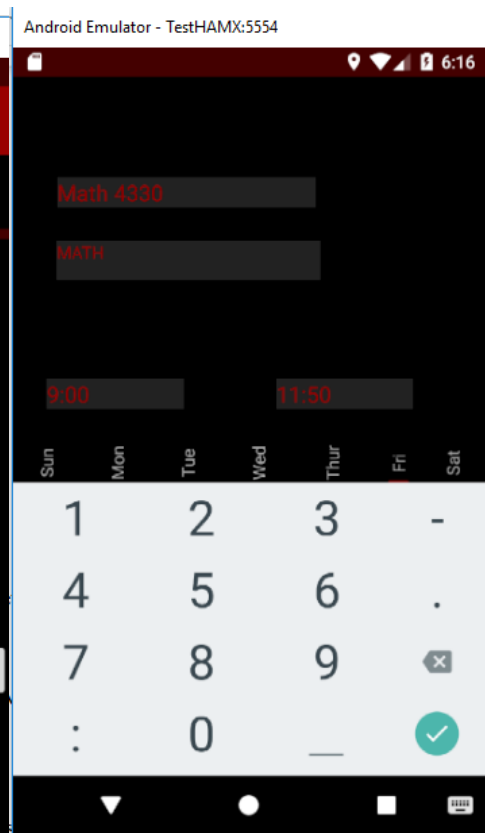 Android Emulator - TestHAMX:5554
6:16
Math 4330
MATH
9:00 11:50
Sun Mon Tue Wed Thur Fri Sat
1 2 3 -
4 5 6 .
7 8 9
: 0 _